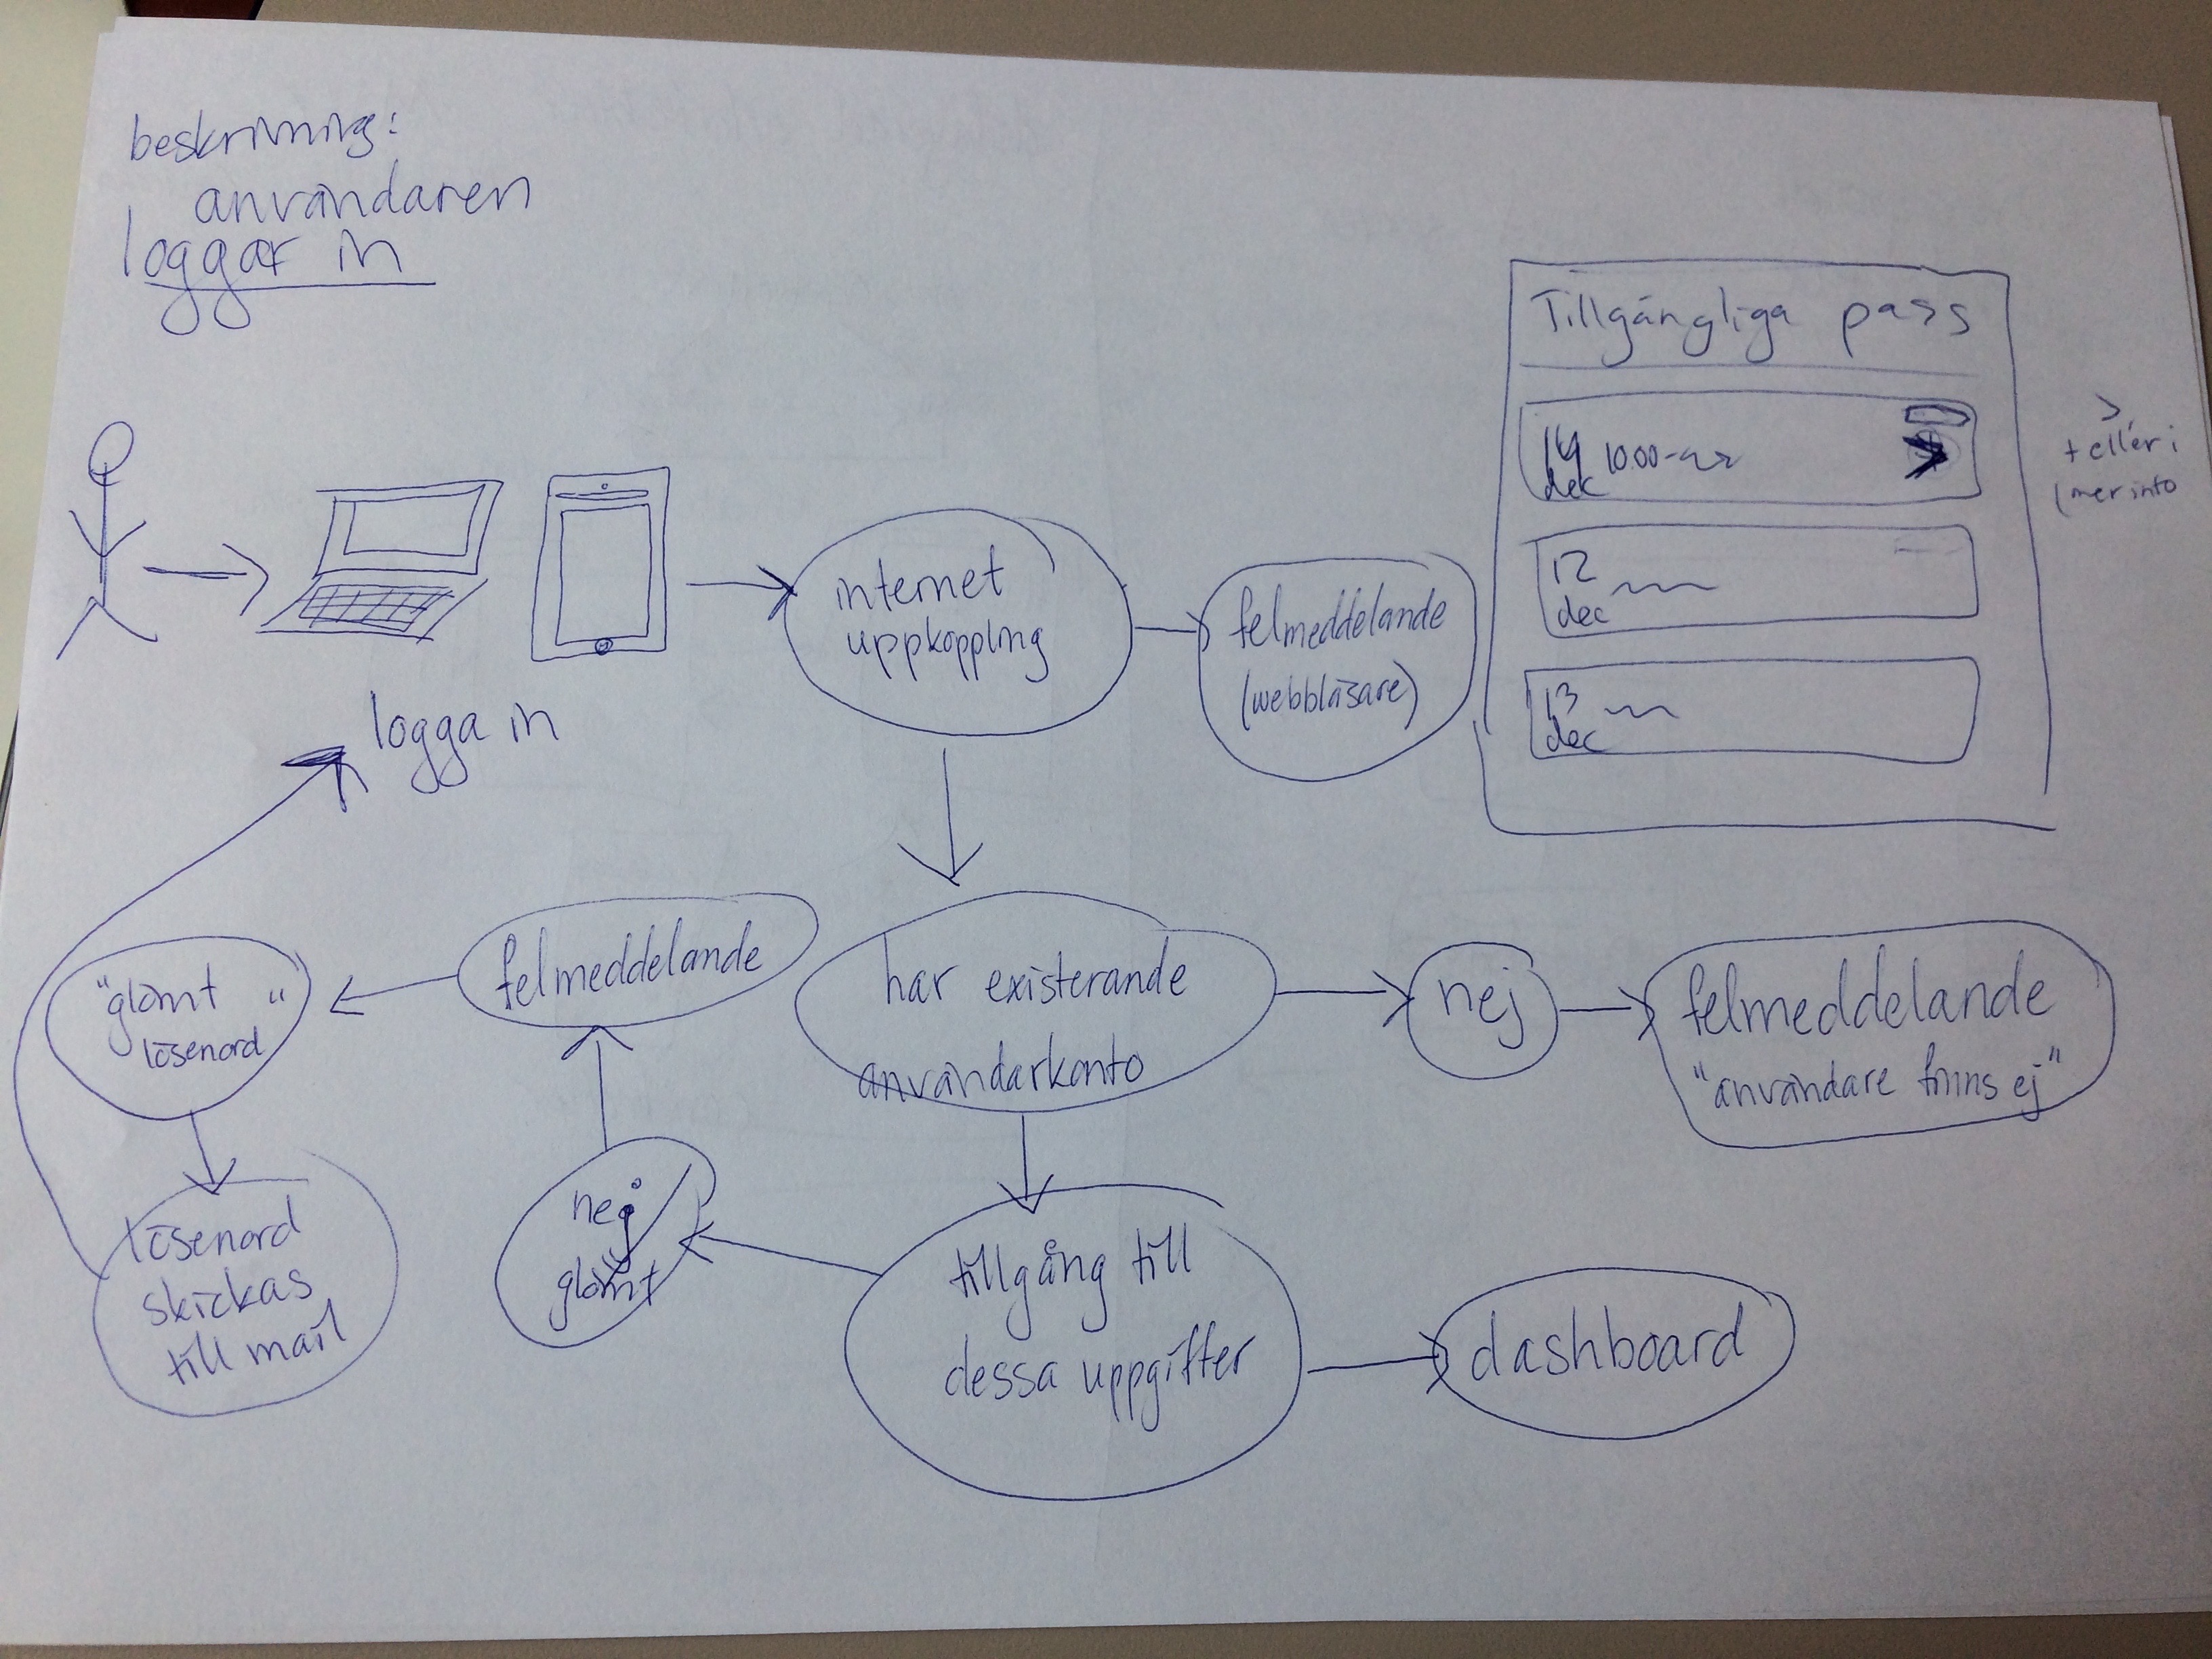 beskrivning:
användaren
loggar in
Tillgängliga pass
10.00-
dec
12
dec
13
dec
>
+ eller i
(mer info
internet
uppkoppling
felmeddelande
(webbläsare)
logga in
"glömt "
lösenord
felmeddelande
har existerande
användarkonto
nej
felmeddelande
"användare finns ej"
lösenord
skickas
till mail
nej/
glömt
tillgång till
dessa uppgifter
dashboard